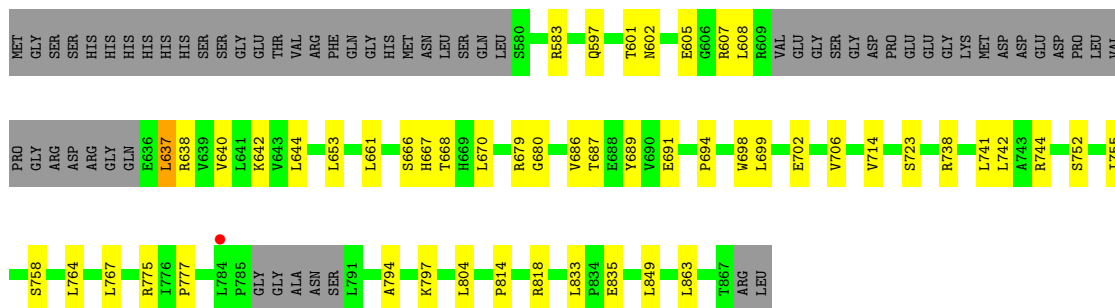 MET GLY SER SER HIS HIS HIS HIS HIS HIS SER SER GLY GLU THR VAL ARG PHE GLN GLY HIS MET ASN LEU SER GLN LEU S580 R583 Q597 T601 N602 E605 G606 R607 L608 R609 VAL GLU GLY SER GLY ASP PRO GLU GLU GLY LYS MET ASP ASP GLU ASP PRO LEU VAL
PRO GLY ARG ASP ARG GLY GLN E636 L637 R638 V639 V640 L641 K642 V643 L644 L653 L661 S666 H667 T668 H669 L670 R679 G680 V686 T687 E688 Y689 V690 E691 P694 W698 L699 E702 V706 V714 S723 R738 L741 L742 A743 R744 S752
S758 L764 L767 R775 I776 P777 L784 P785 GLY GLY ALA ASN SER L791 A794 K797 L804 P814 R818 L833 P834 E835 L849 L863 T867 ARG LEU